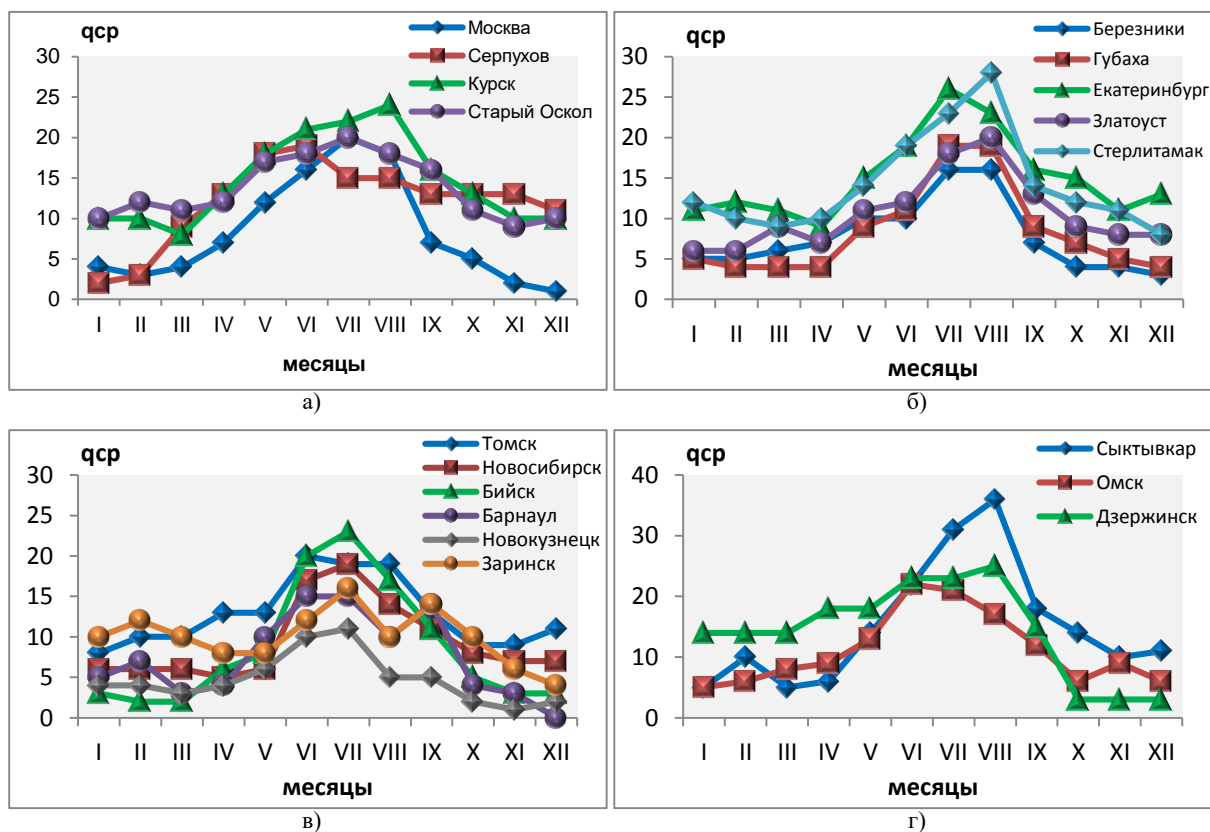 qcp
Москва
Серпухов
Курск
Старый Оскол
30
25
20
15
10
5
0
I II III IV V VI VII VIII IX X XI XII
месяцы
а)
qcp
Березники
Губаха
Екатеринбург
Златоуст
Стерлитамак
30
25
20
15
10
5
0
I II III IV V VI VII VIII IX X XI XII
месяцы
б)
qcp
Томск
Новосибирск
Бийск
Барнаул
Новокузнецк
Заринск
30
25
20
15
10
5
0
I II III IV V VI VII VIII IX X XI XII
месяцы
в)
qcp
Сыктывкар
Омск
Дзержинск
40
30
20
10
0
I II III IV V VI VII VIII IX X XI XII
месяцы
г)